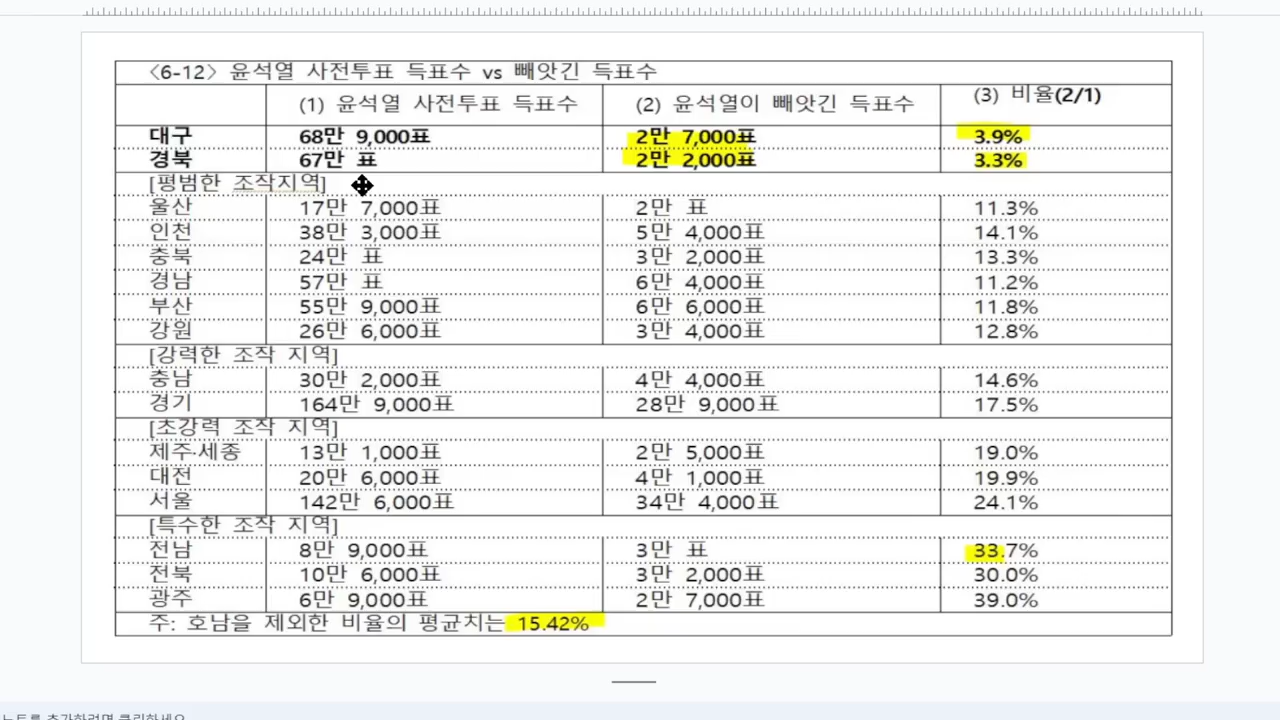 〈6-12〉 윤석열 사전투표 득표수 vs 빼앗긴 득표수
(1) 윤석열 사전투표 득표수 (2) 윤석열이 빼앗긴 득표수 (3) 비율(2/1)
대구 68만 9,000표 2만 7,000표 3.9%
경북 67만 표 2만 2,000표 3.3%
[평범한 조작지역]
울산 17만 7,000표 2만 표 11.3%
인천 38만 3,000표 5만 4,000표 14.1%
충북 24만 표 3만 2,000표 13.3%
경남 57만 표 6만 4,000표 11.2%
부산 55만 9,000표 6만 6,000표 11.8%
강원 26만 6,000표 3만 4,000표 12.8%
[강력한 조작 지역]
충남 30만 2,000표 4만 4,000표 14.6%
경기 164만 9,000표 28만 9,000표 17.5%
[초강력 조작 지역]
제주·세종 13만 1,000표 2만 5,000표 19.0%
대전 20만 6,000표 4만 1,000표 19.9%
서울 142만 6,000표 34만 4,000표 24.1%
[특수한 조작 지역]
전남 8만 9,000표 3만 표 33.7%
전북 10만 6,000표 3만 2,000표 30.0%
광주 6만 9,000표 2만 7,000표 39.0%
주: 호남을 제외한 비율의 평균치는 15.42%
노트를 추가하려면 클릭하세요